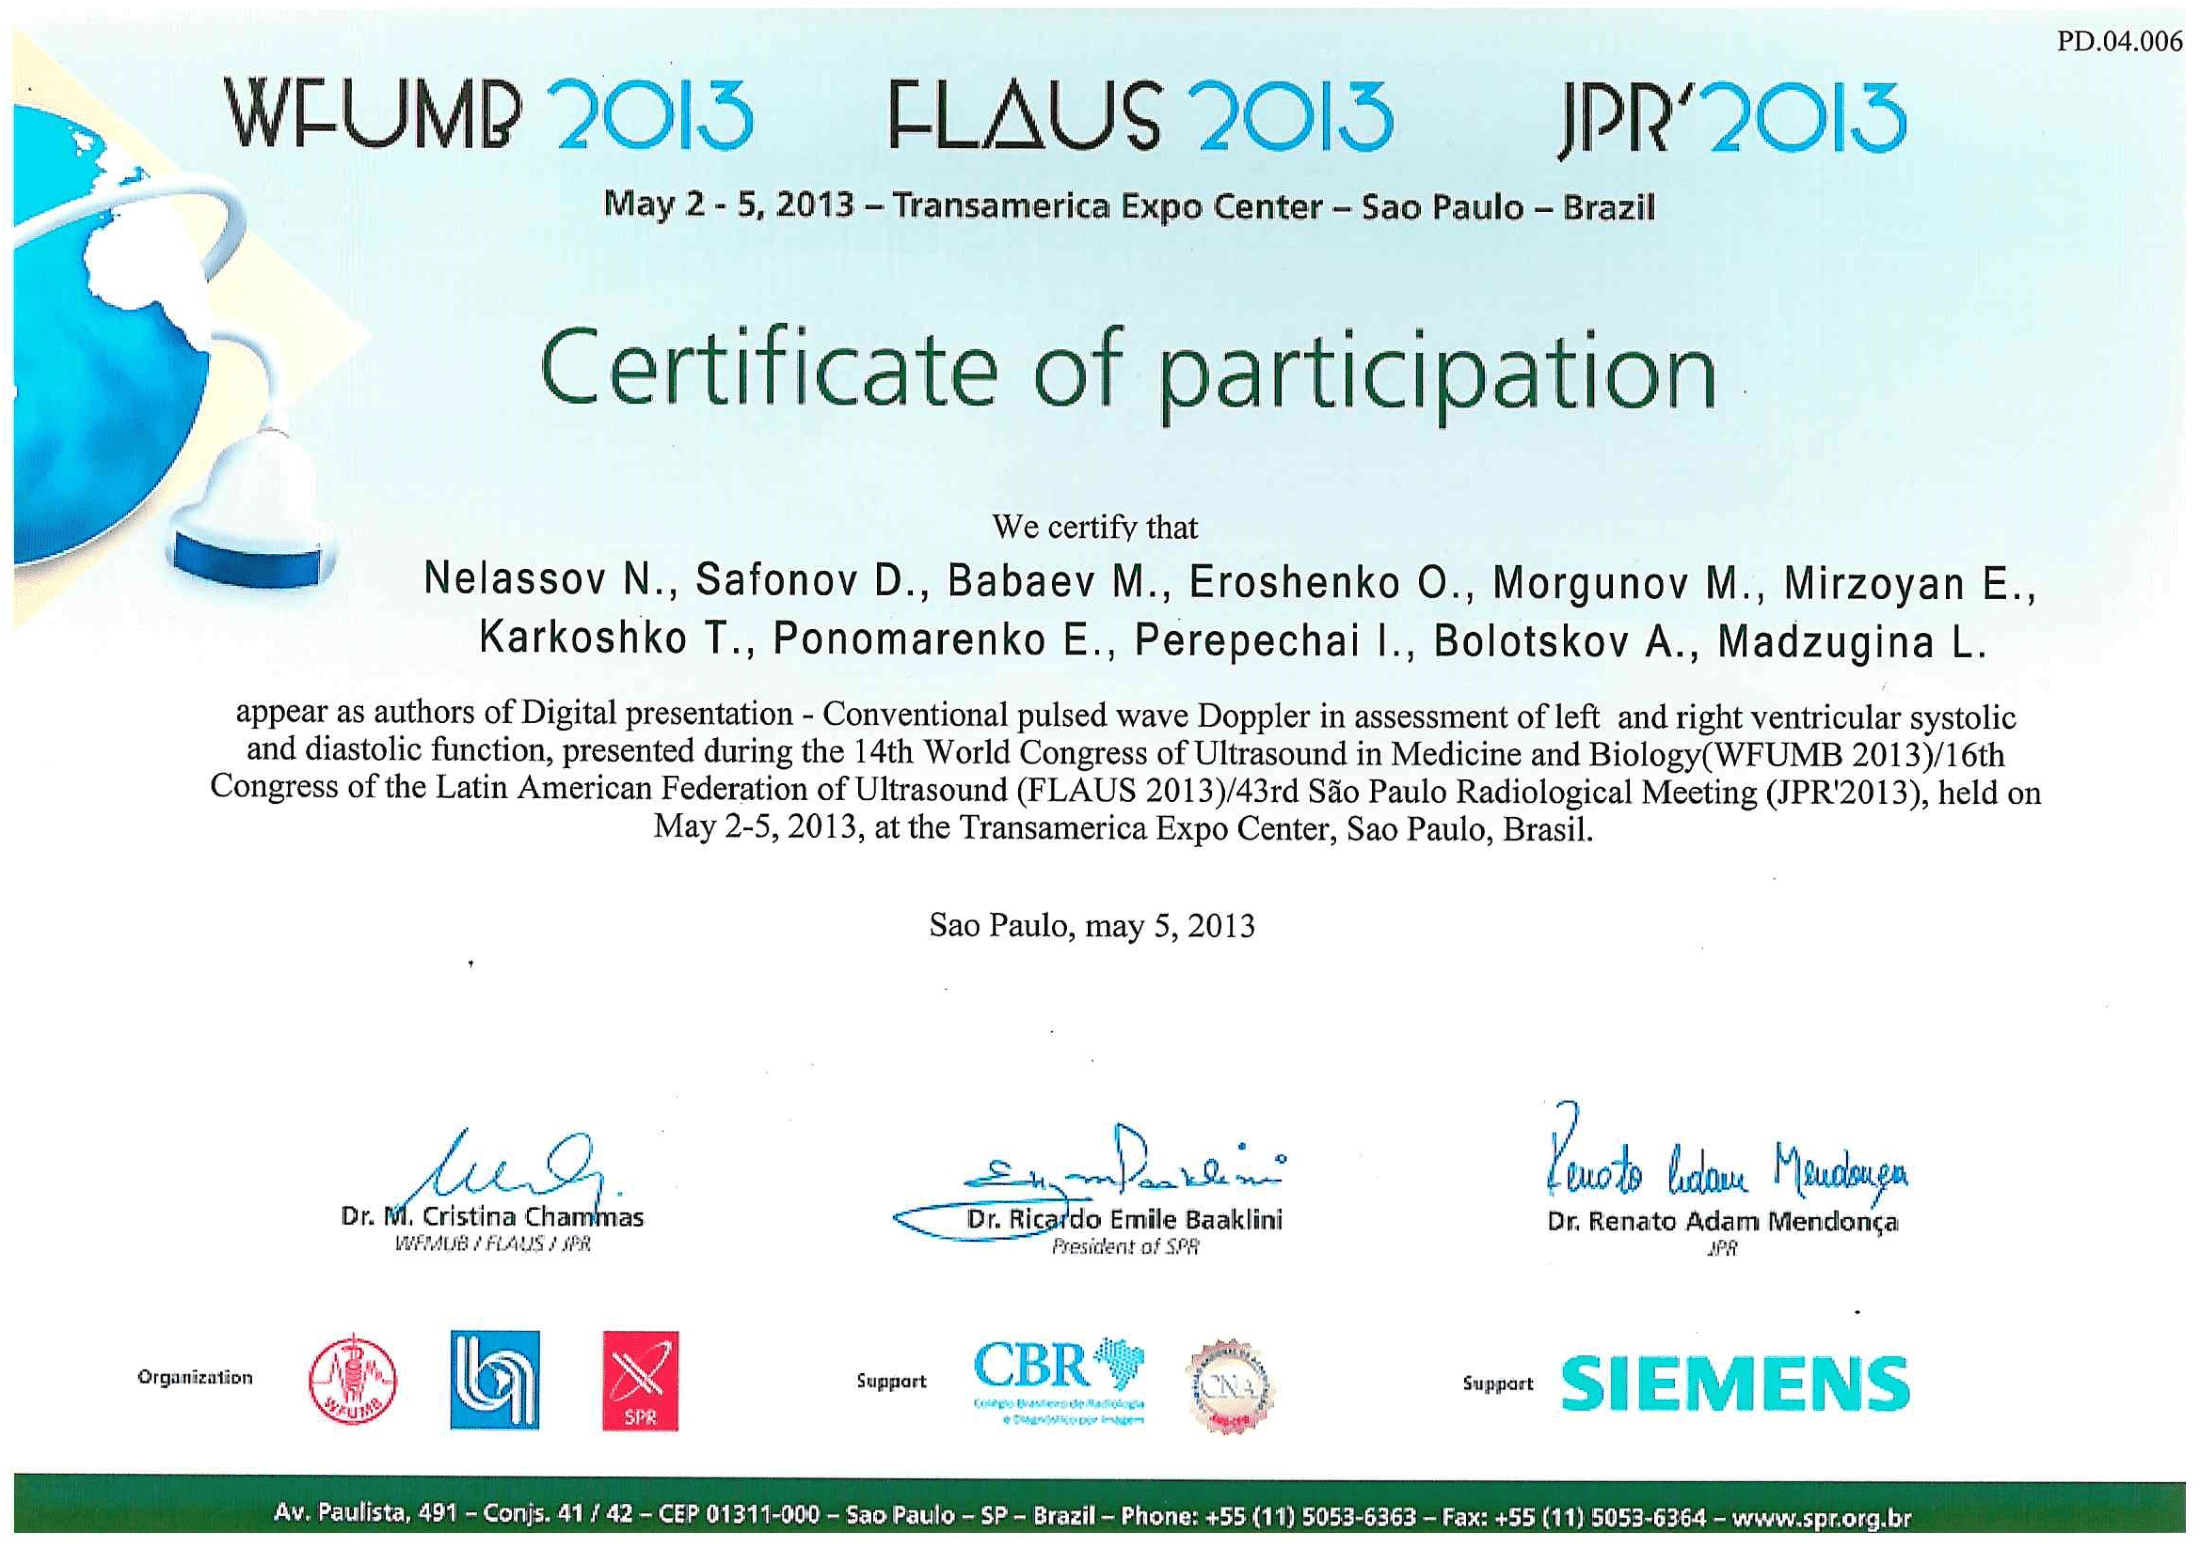 PD.04.006
WFUMB 2013 FLAUS 2013 JPR'2013
May 2 - 5, 2013 – Transamerica Expo Center – Sao Paulo – Brazil
Certificate of participation
We certify that
Nelassov N., Safonov D., Babaev M., Eroshenko O., Morgunov M., Mirzoyan E.,
Karkoshko T., Ponomarenko E., Perepechai I., Bolotskov A., Madzugina L.
appear as authors of Digital presentation - Conventional pulsed wave Doppler in assessment of left and right ventricular systolic
and diastolic function, presented during the 14th World Congress of Ultrasound in Medicine and Biology(WFUMB 2013)/16th
Congress of the Latin American Federation of Ultrasound (FLAUS 2013)/43rd São Paulo Radiological Meeting (JPR'2013), held on
May 2-5, 2013, at the Transamerica Expo Center, Sao Paulo, Brasil.
Sao Paulo, may 5, 2013
Renato Adam Mendonça
Dr. M. Cristina Chammas Dr. Ricardo Emile Baaklini Dr. Renato Adam Mendonça
WFMUB / FLAUS / JPR President of SPR JPR
Organization WFUMB SPR Support CBR CNA Support SIEMENS
Colégio Brasileiro de Radiologia
e Diagnóstico por Imagem
Av. Paulista, 491 – Conjs. 41 / 42 – CEP 01311-000 – Sao Paulo – SP – Brazil – Phone: +55 (11) 5053-6363 – Fax: +55 (11) 5053-6364 – www.spr.org.br